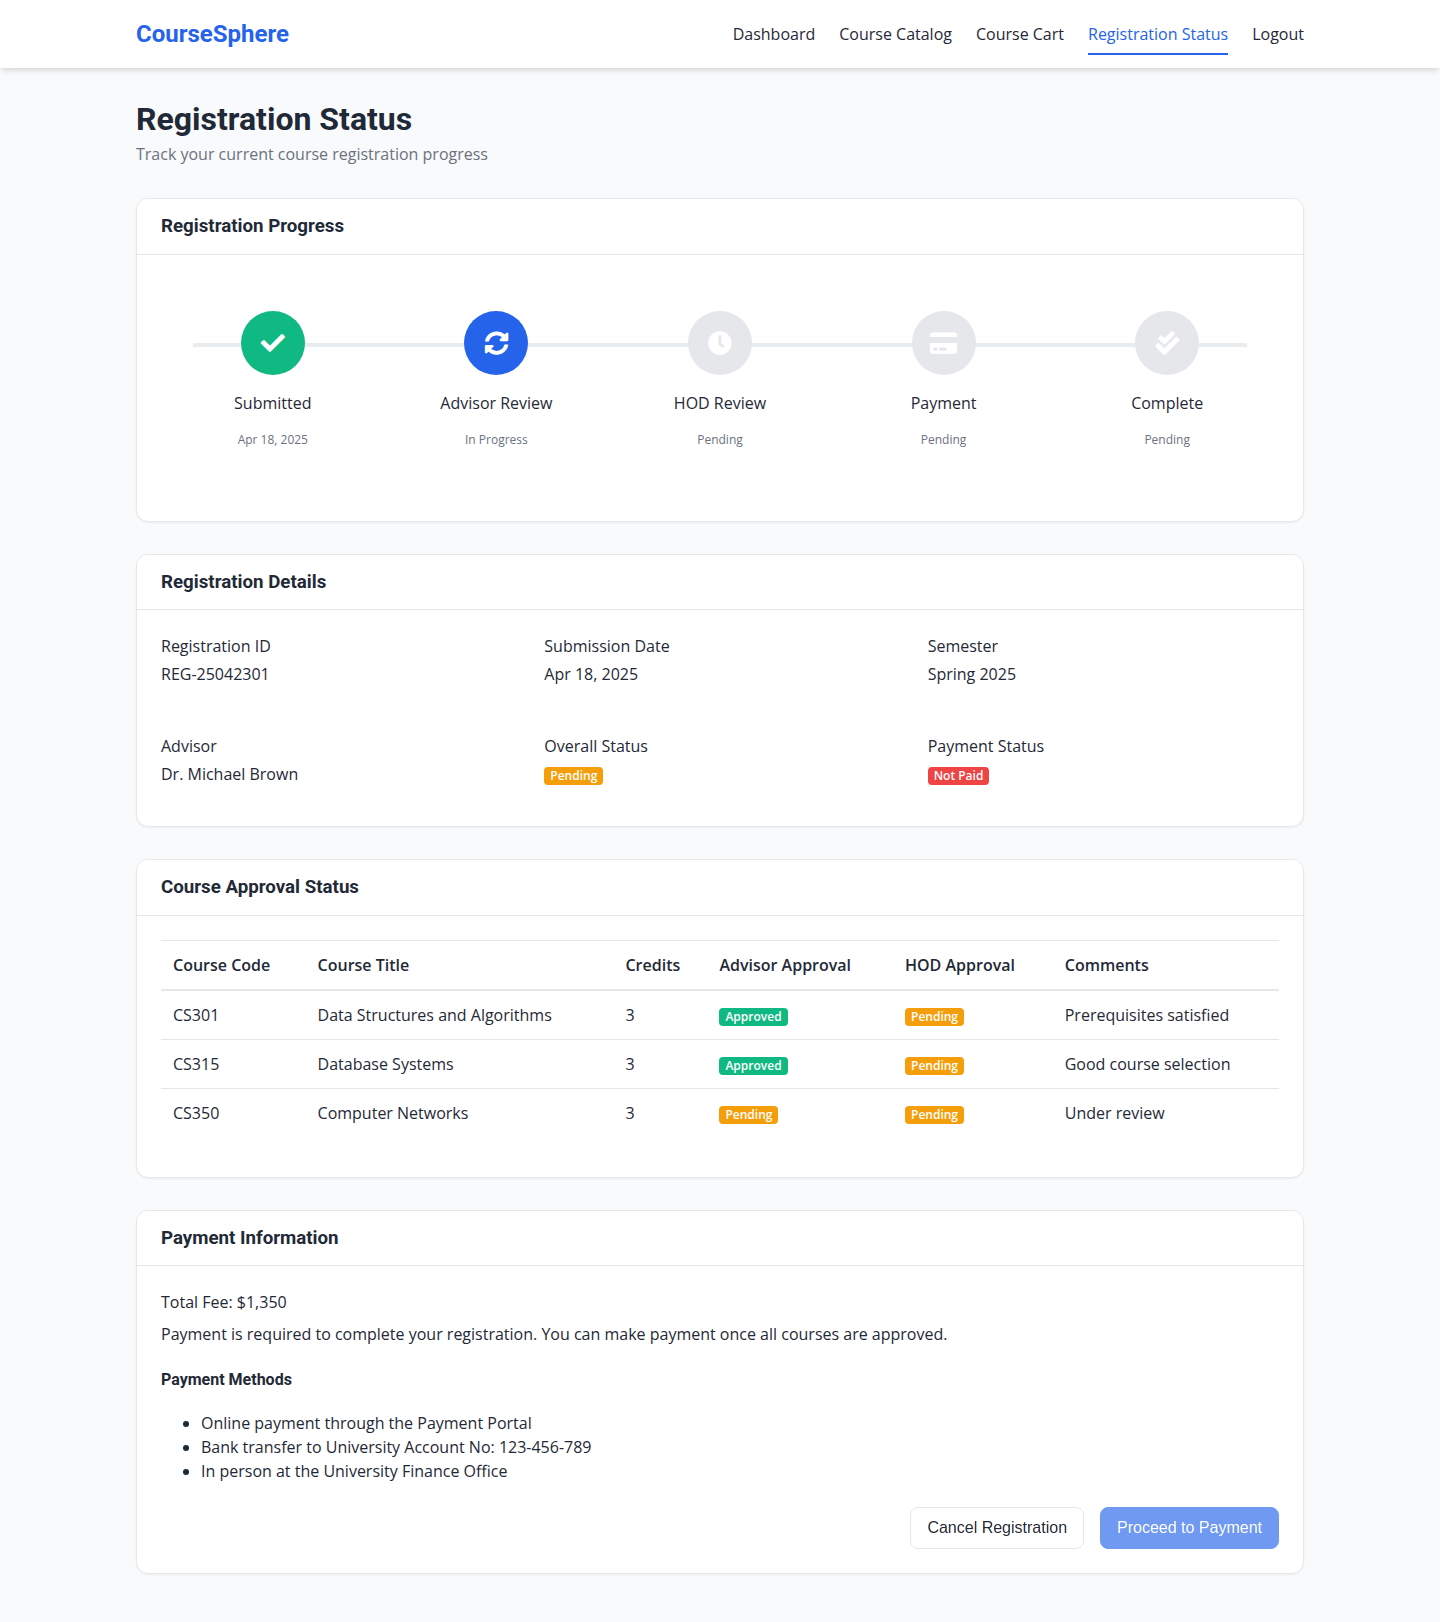 CourseSphere
Dashboard Course Catalog Course Cart Registration Status Logout
Registration Status
Track your current course registration progress
Registration Progress
Submitted Advisor Review HOD Review Payment Complete
Apr 18, 2025 In Progress Pending Pending Pending
Registration Details
Registration ID Submission Date Semester
REG-25042301 Apr 18, 2025 Spring 2025
Advisor Overall Status Payment Status
Dr. Michael Brown Pending Not Paid
Course Approval Status
Course Code Course Title Credits Advisor Approval HOD Approval Comments
CS301 Data Structures and Algorithms 3 Approved Pending Prerequisites satisfied
CS315 Database Systems 3 Approved Pending Good course selection
CS350 Computer Networks 3 Pending Pending Under review
Payment Information
Total Fee: $1,350
Payment is required to complete your registration. You can make payment once all courses are approved.
Payment Methods
Online payment through the Payment Portal
Bank transfer to University Account No: 123-456-789
In person at the University Finance Office
Cancel Registration Proceed to Payment